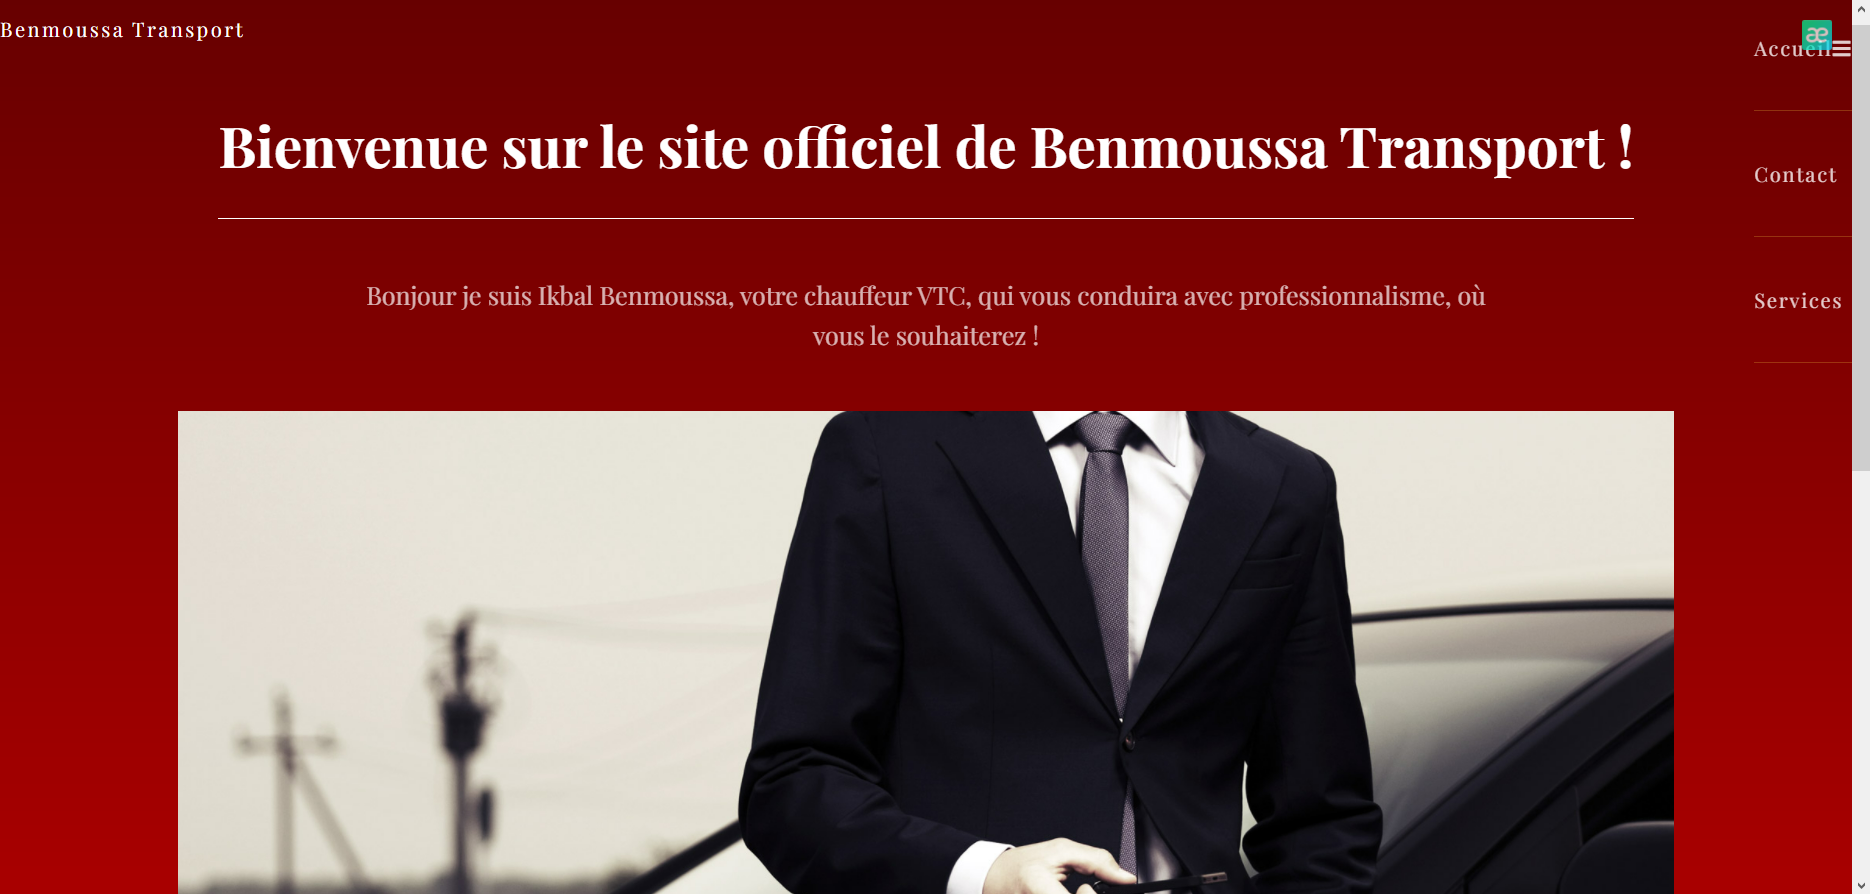 Benmoussa Transport
æ
Accueil
Bienvenue sur le site officiel de Benmoussa Transport !
Contact
Bonjour je suis Ikbal Benmoussa, votre chauffeur VTC, qui vous conduira avec professionnalisme, où
vous le souhaiterez !
Services